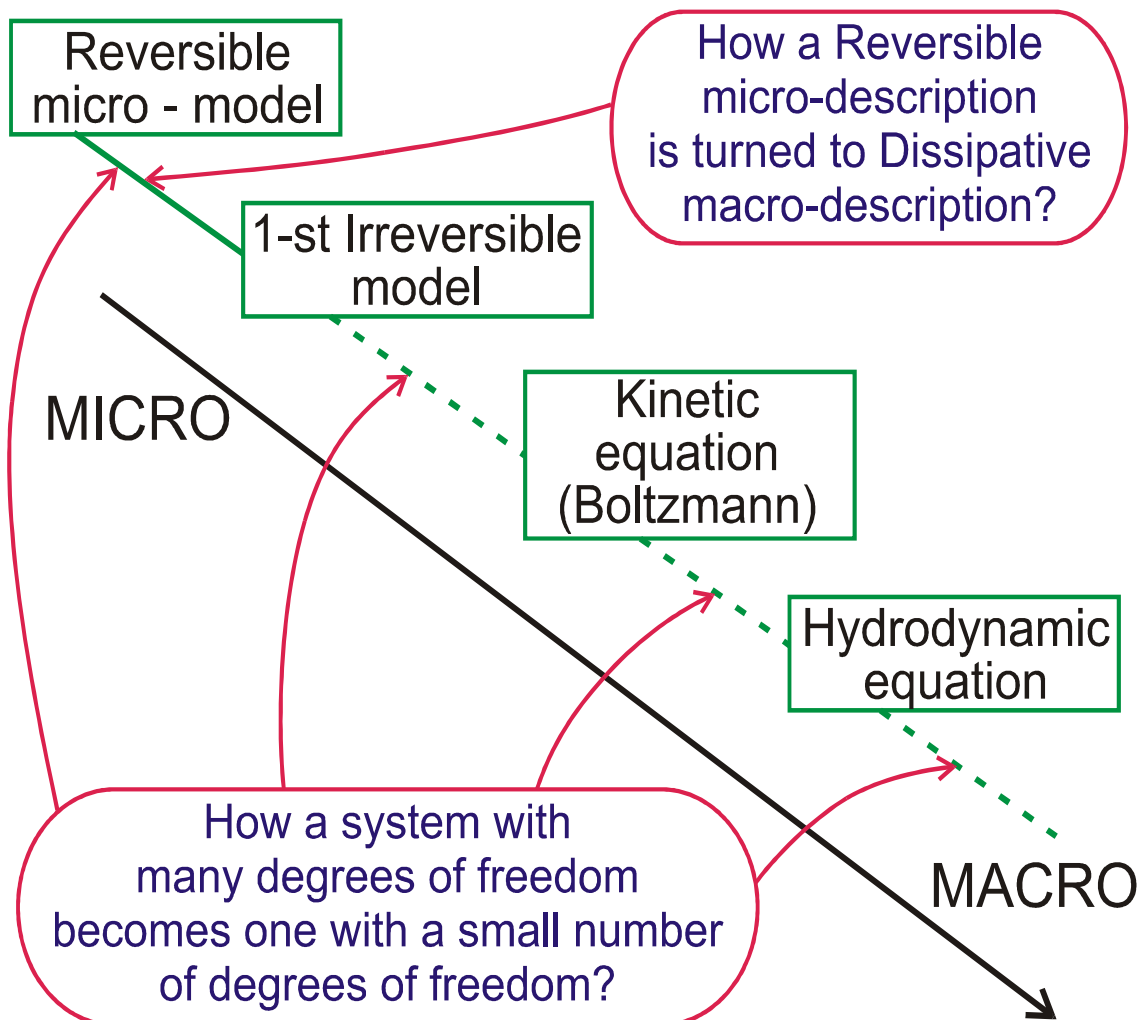 Reversible
micro - model
How a Reversible
micro-description
is turned to Dissipative
macro-description?
1-st Irreversible
model
MICRO
Kinetic
equation
(Boltzmann)
Hydrodynamic
equation
How a system with
many degrees of freedom
becomes one with a small number
of degrees of freedom?
MACRO